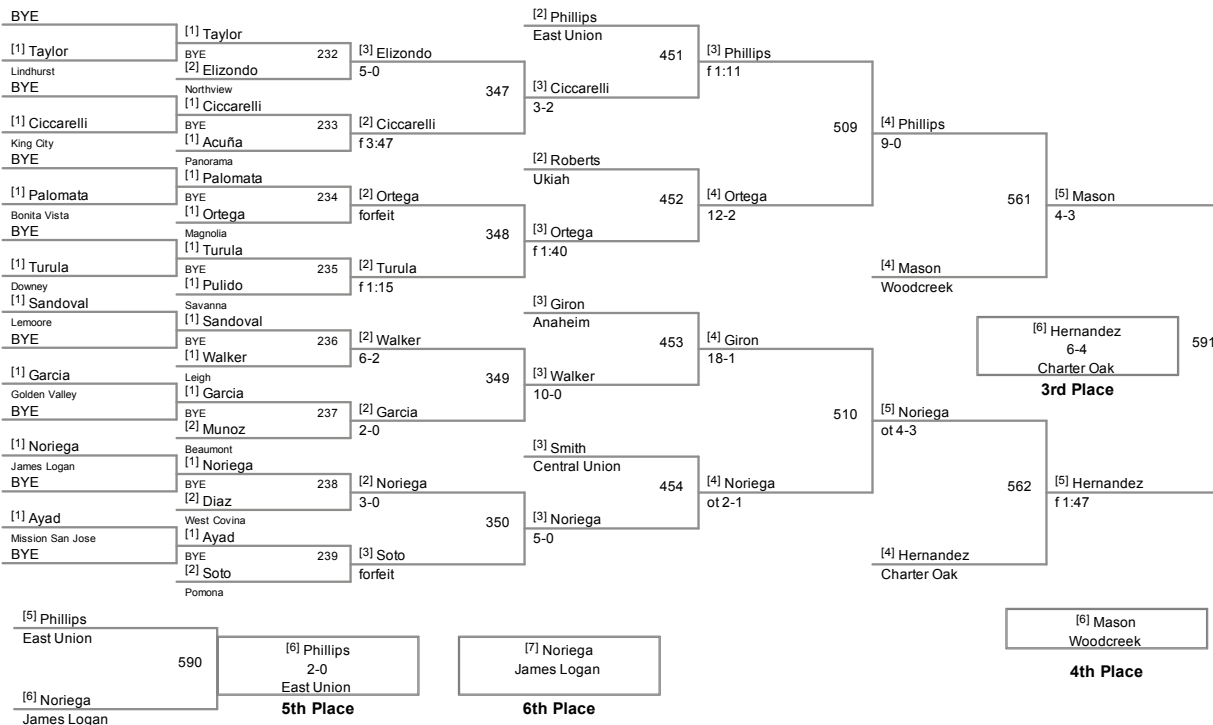 BYE
[1] Taylor
Lindhurst
BYE
[1] Ciccarelli
King City
BYE
[1] Palomata
Bonita Vista
BYE
[1] Turula
Downey
[1] Sandoval
Lemoore
BYE
[1] Garcia
Golden Valley
BYE
[1] Noriega
James Logan
BYE
[1] Ayad
Mission San Jose
BYE
[1] Taylor
BYE 232
[2] Elizondo
Northview
[1] Ciccarelli
BYE 233
[1] Acuña
Panorama
[1] Palomata
BYE 234
[1] Ortega
Magnolia
[1] Turula
BYE 235
[1] Pulido
Savanna
[1] Sandoval
BYE 236
[1] Walker
Leigh
[1] Garcia
BYE 237
[2] Munoz
Beaumont
[1] Noriega
BYE 238
[2] Diaz
West Covina
[1] Ayad
BYE 239
[2] Soto
Pomona
[3] Elizondo
5-0
347
[2] Ciccarelli
f 3:47
[2] Ortega
forfeit
348
[2] Turula
f 1:15
[2] Walker
6-2
349
[2] Garcia
2-0
[2] Noriega
3-0
350
[3] Soto
forfeit
[2] Phillips
East Union
451
[3] Ciccarelli
3-2
[2] Roberts
Ukiah
452
[3] Ortega
f 1:40
[3] Giron
Anaheim
453
[3] Walker
10-0
[3] Smith
Central Union
454
[3] Noriega
5-0
[3] Phillips
f 1:11
509
[4] Ortega
12-2
[4] Giron
18-1
510
[4] Noriega
ot 2-1
[4] Phillips
9-0
561
[4] Mason
Woodcreek
[5] Noriega
ot 4-3
562
[4] Hernandez
Charter Oak
[5] Mason
4-3
[6] Hernandez
6-4
Charter Oak
591
3rd Place
[5] Hernandez
f 1:47
[6] Mason
Woodcreek
4th Place
[5] Phillips
East Union
590
[6] Noriega
James Logan
[6] Phillips
2-0
East Union
5th Place
[7] Noriega
James Logan
6th Place